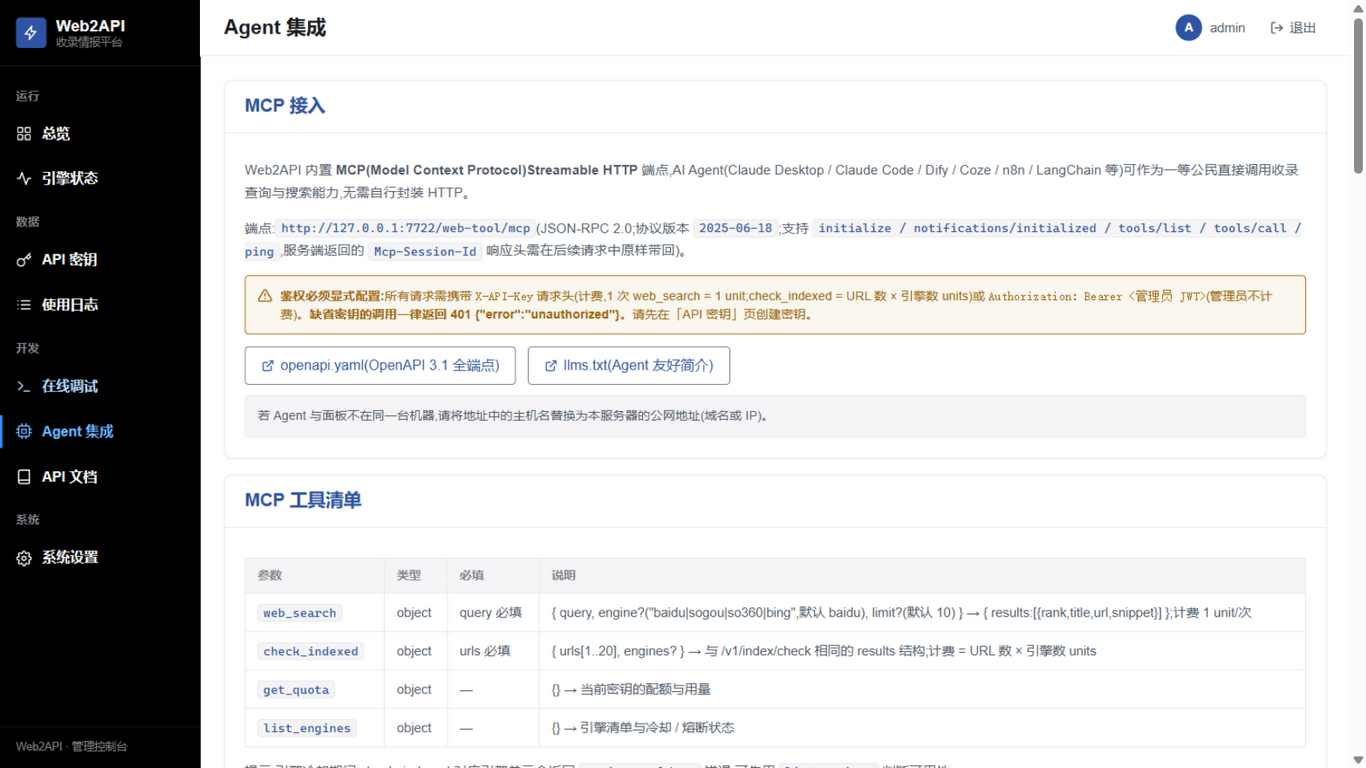 Web2API
收录情报平台
运行
总览
引擎状态
数据
API 密钥
使用日志
开发
在线调试
Agent 集成
API 文档
系统
系统设置
Web2API · 管理控制台
Agent 集成
A admin 退出
MCP 接入
Web2API 内置 MCP(Model Context Protocol)Streamable HTTP 端点,AI Agent(Claude Desktop / Claude Code / Dify / Coze / n8n / LangChain 等)可作为一等公民直接调用收录
查询与搜索能力,无需自行封装 HTTP。
端点: http://127.0.0.1:7722/web-tool/mcp (JSON-RPC 2.0;协议版本 2025-06-18 ;支持 initialize / notifications/initialized / tools/list / tools/call /
ping ,服务端返回的 Mcp-Session-Id 响应头需在后续请求中原样带回)。
鉴权必须显式配置:所有请求需携带 X-API-Key 请求头(计费,1 次 web_search = 1 unit;check_indexed = URL 数 × 引擎数 units)或 Authorization: Bearer <管理员 JWT>(管理员不计
费)。缺省密钥的调用一律返回 401 {"error":"unauthorized"}。请先在「API 密钥」页创建密钥。
openapi.yaml(OpenAPI 3.1 全端点) llms.txt(Agent 友好简介)
若 Agent 与面板不在同一台机器,请将地址中的主机名替换为本服务器的公网地址(域名或 IP)。
MCP 工具清单
参数 类型 必填 说明
web_search object query 必填 { query, engine?("baidu|sogou|so360|bing",默认 baidu), limit?(默认 10) } → { results:[{rank,title,url,snippet}] };计费 1 unit/次
check_indexed object urls 必填 { urls[1..20], engines? } → 与 /v1/index/check 相同的 results 结构;计费 = URL 数 × 引擎数 units
get_quota object — {} → 当前密钥的配额与用量
list_engines object — {} → 引擎清单与冷却 / 熔断状态